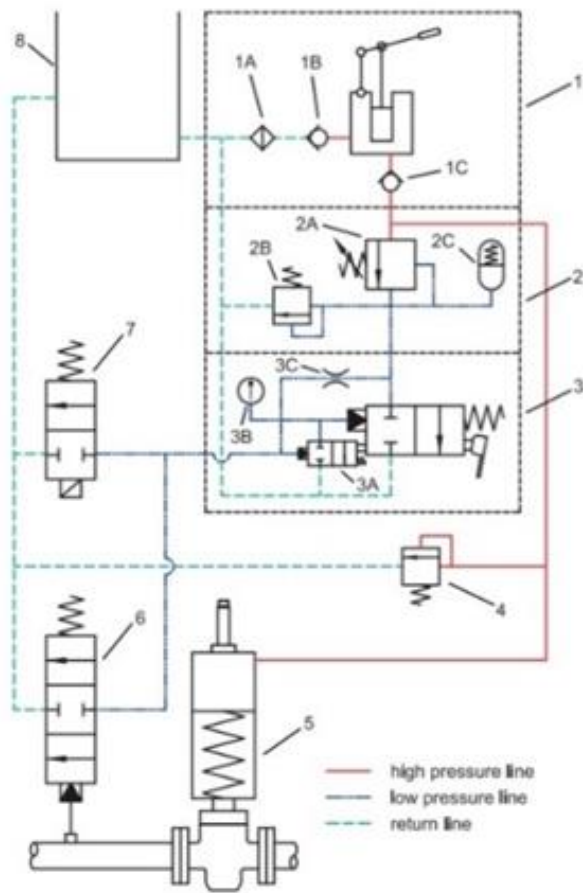 8
1A
1B
1
1C
2A
2B
2C
2
7
3C
3B
3
3A
6
4
5
high pressure line
low pressure line
return line